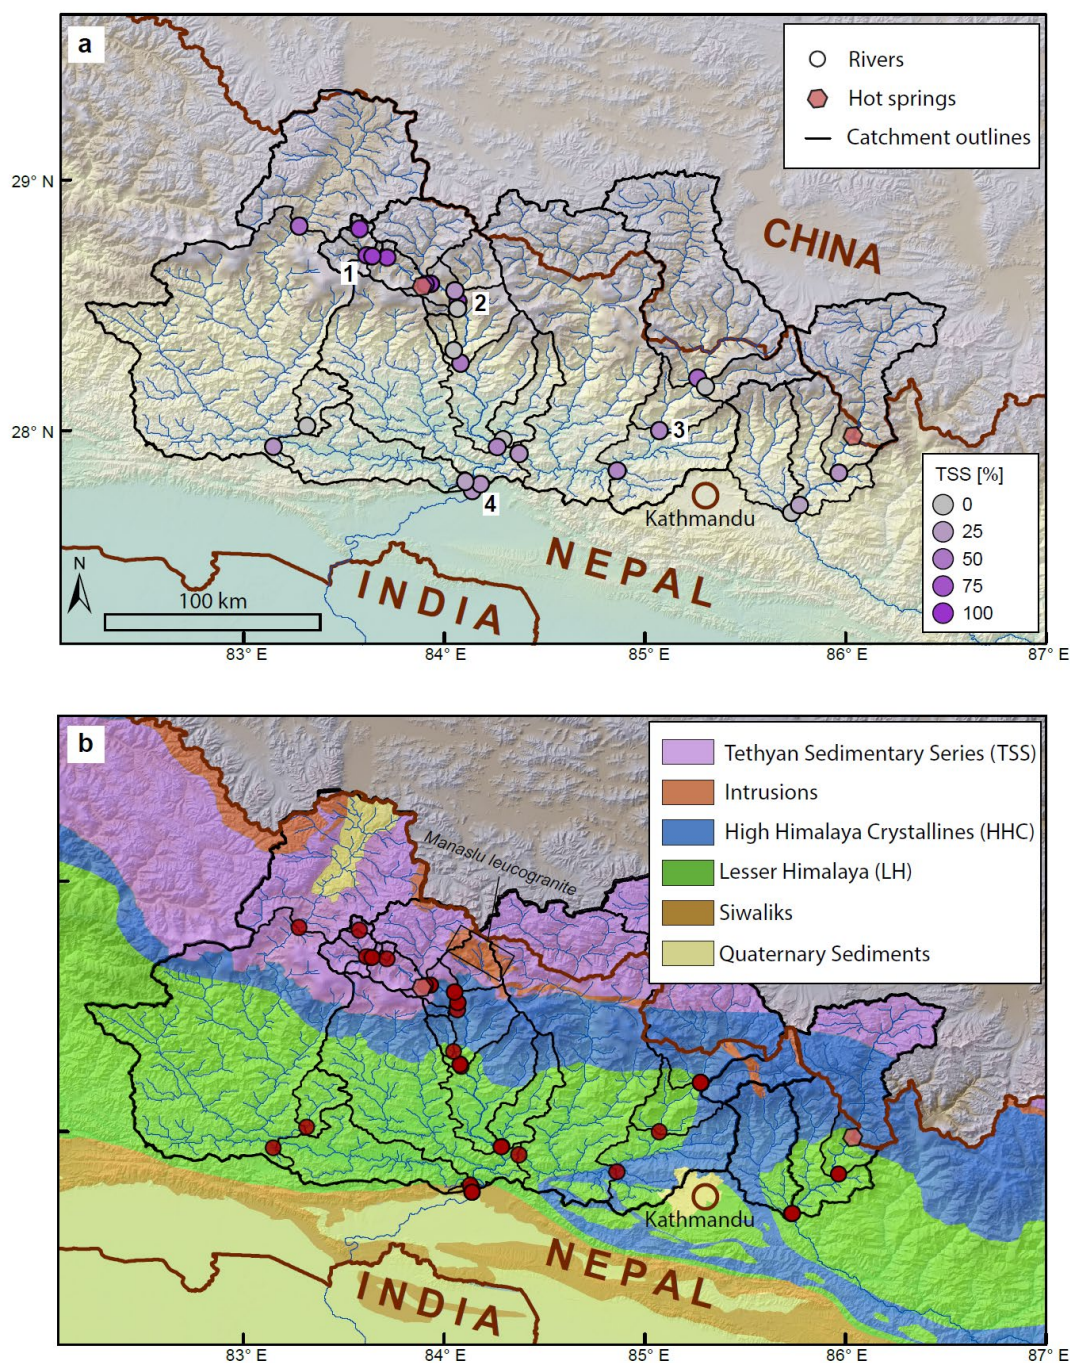 a
Rivers
Hot springs
Catchment outlines
29° N
CHINA
1
2
3
28° N
4
Kathmandu
TSS [%]
0
25
50
75
100
NEPAL
INDIA
N
100 km
83° E
84° E
85° E
86° E
87° E
b
Tethyan Sedimentary Series (TSS)
Intrusions
High Himalaya Crystallines (HHC)
Lesser Himalaya (LH)
Siwaliks
Quaternary Sediments
Manaslu leucogranite
Kathmandu
NEPAL
INDIA
83° E
84° E
85° E
86° E
87° E